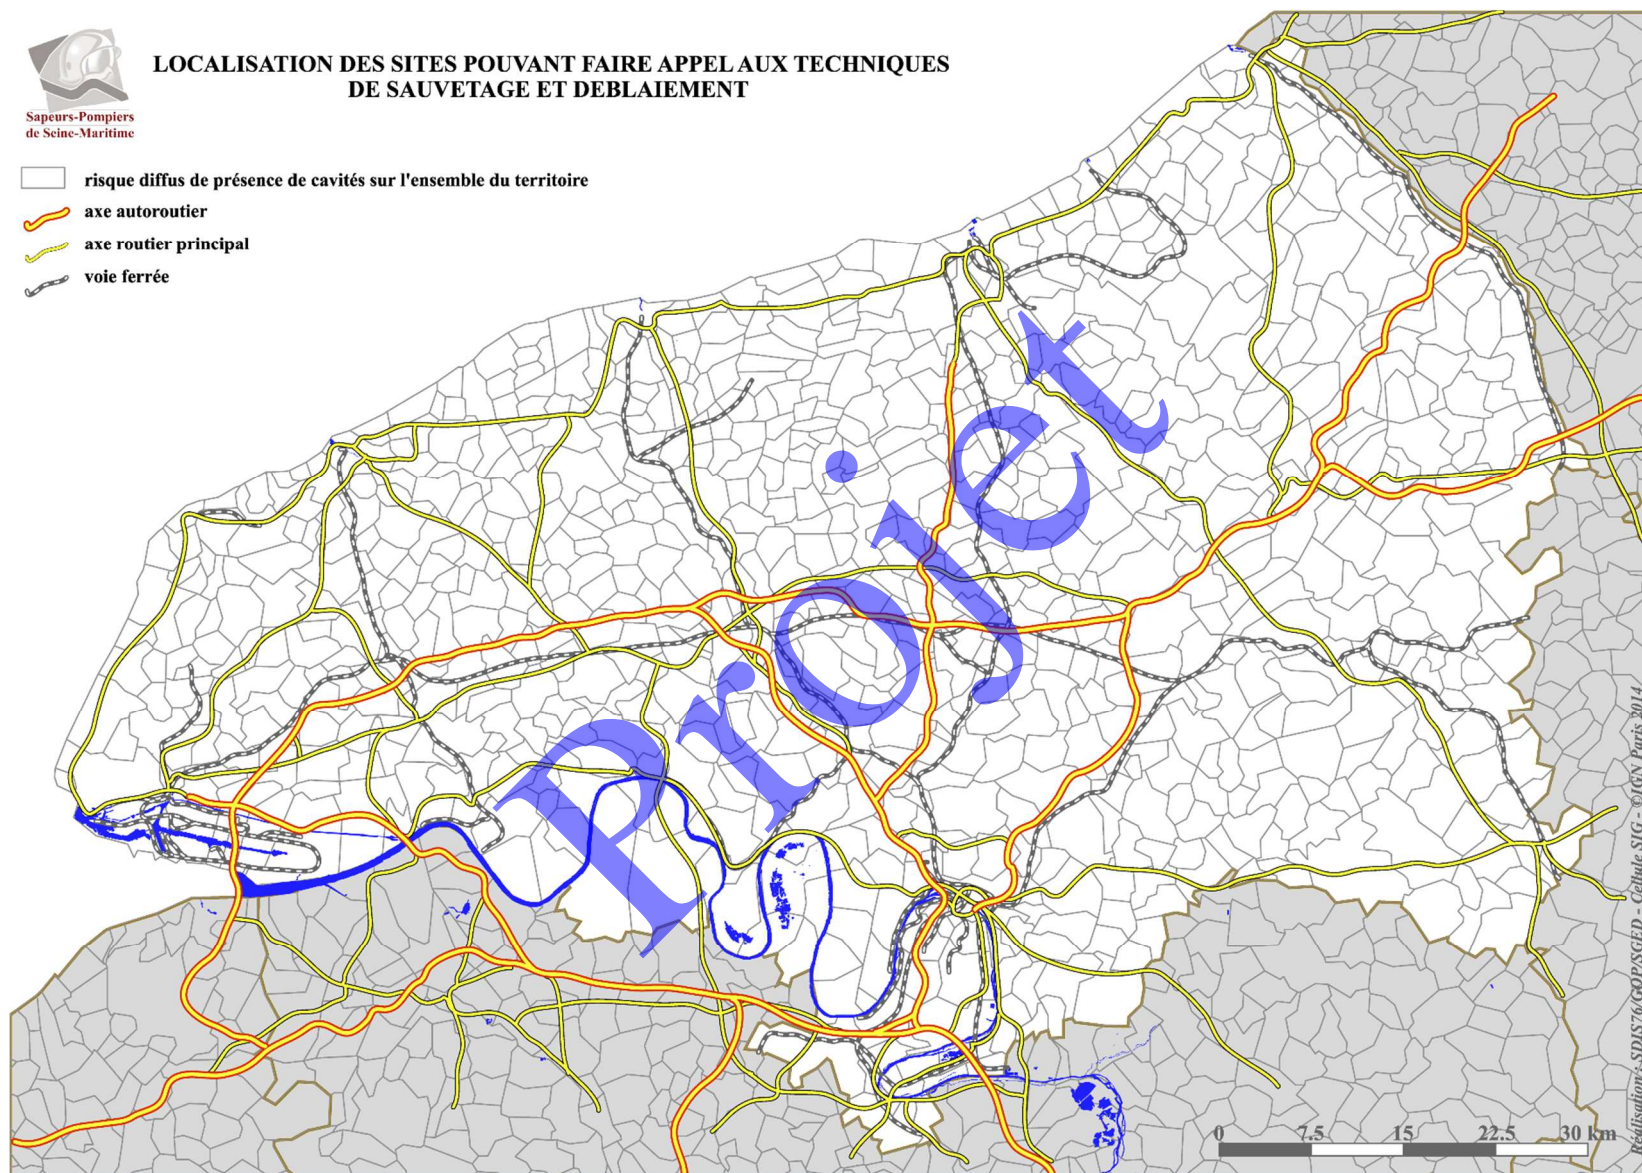 LOCALISATION DES SITES POUVANT FAIRE APPEL AUX TECHNIQUES
DE SAUVETAGE ET DEBLAIEMENT
Sapeurs-Pompiers
de Seine-Maritime
risque diffus de présence de cavités sur l'ensemble du territoire
axe autoroutier
axe routier principal
voie ferrée
Projet
0 7.5 15 22.5 30 km
Réalisation : SDIS76/GOP/SGED - Cellule SIG - ©IGN Paris 2014